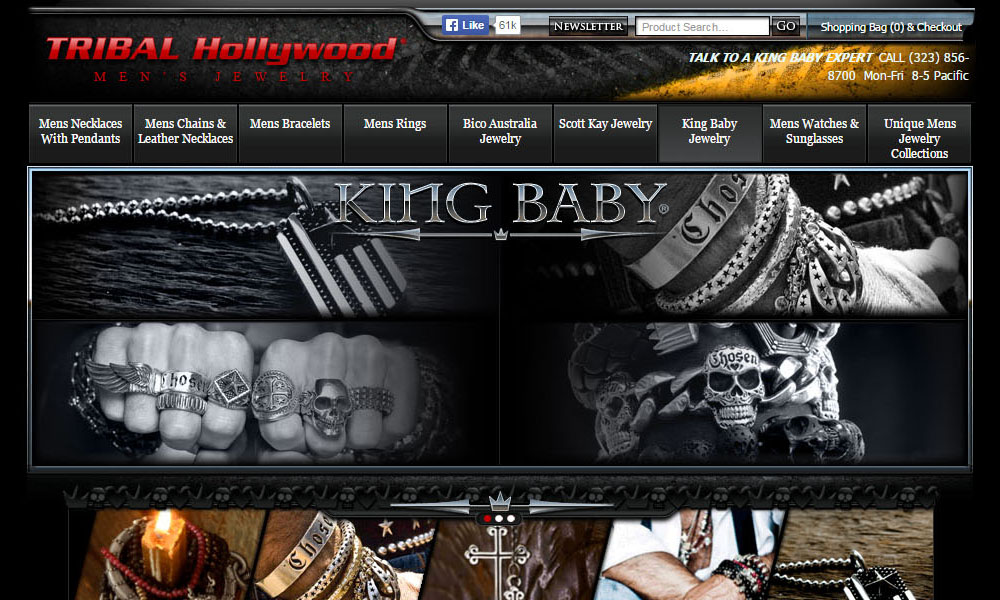 Like 61k
NEWSLETTER
Product Search...
GO
Shopping Bag (0) & Checkout
TRIBAL Hollywood
MEN'S JEWELRY
TALK TO A KING BABY EXPERT CALL (323) 856-
8700 Mon-Fri 8-5 Pacific
Mens Necklaces
With Pendants
Mens Chains &
Leather Necklaces
Mens Bracelets
Mens Rings
Bico Australia
Jewelry
Scott Kay Jewelry
King Baby
Jewelry
Mens Watches &
Sunglasses
Unique Mens
Jewelry
Collections
KING BABY®
Chos
Chosen
Chosen
Chose